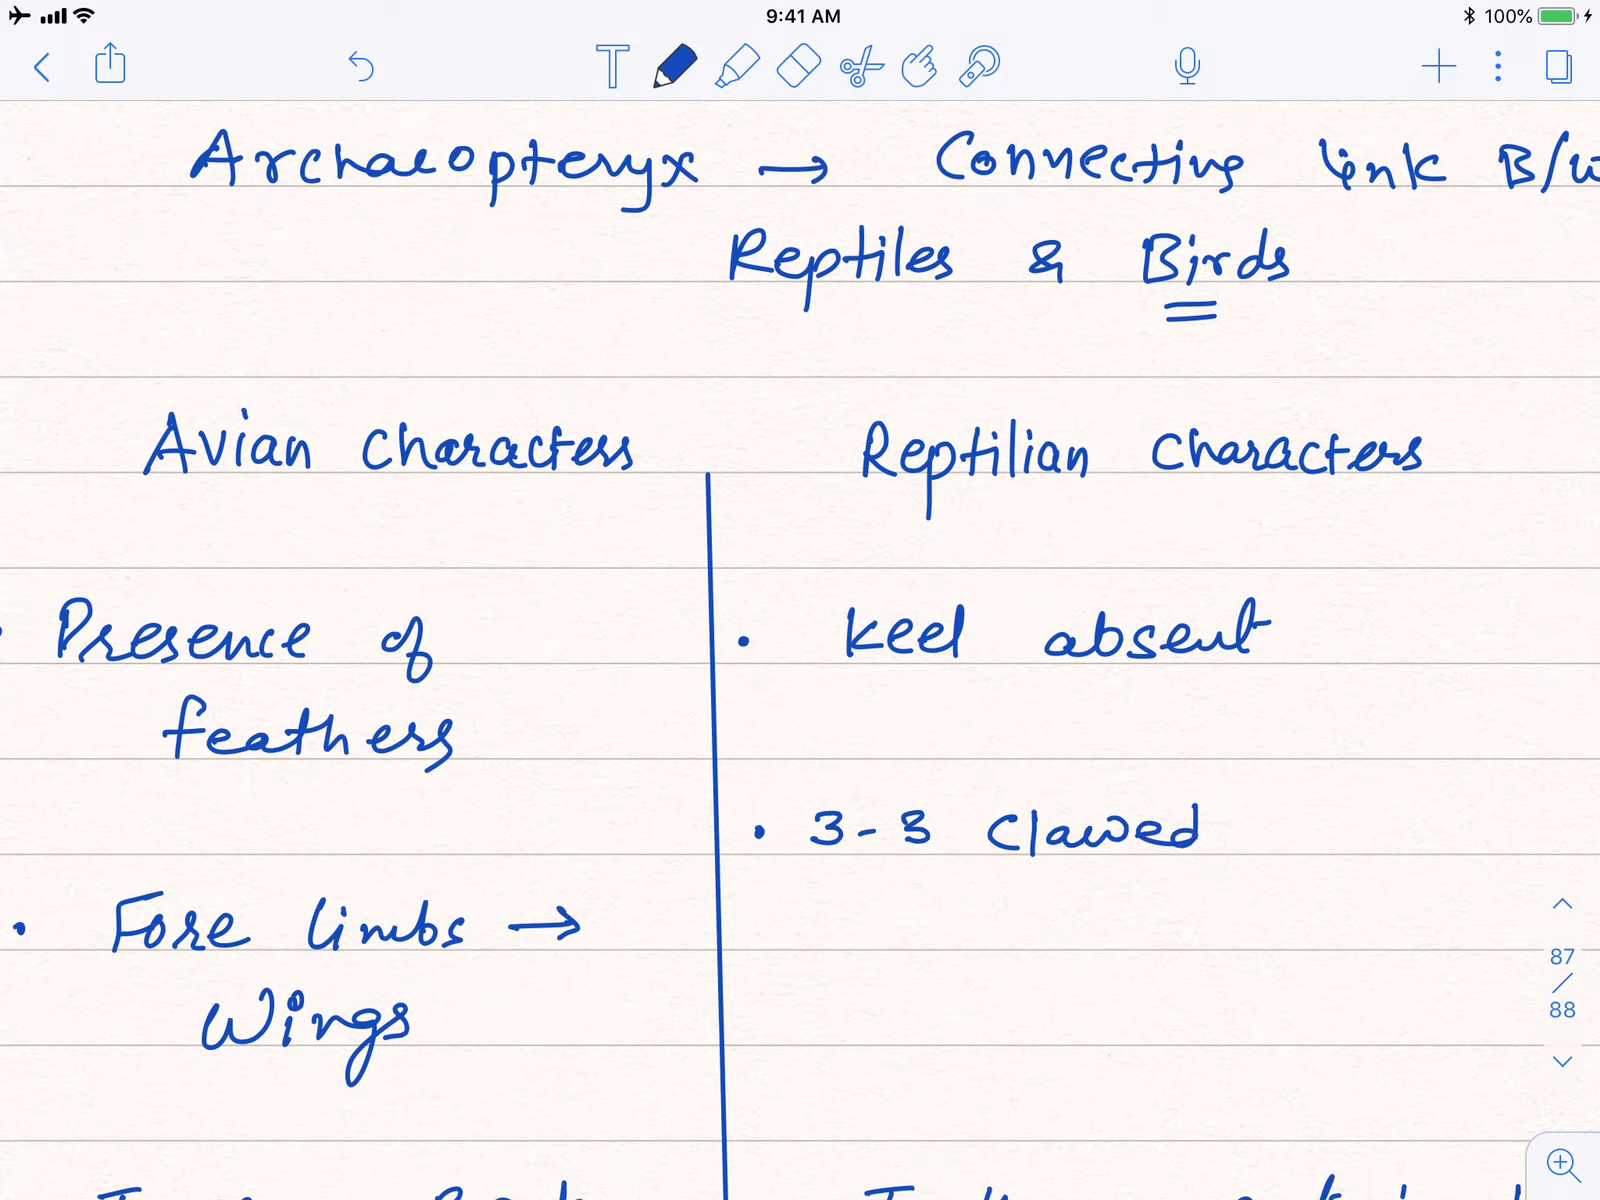 9:41 AM
100%
T
Archaeopteryx → Connecting link B/w
Reptiles & Birds
Avian Characters
Reptilian Characters
• Presence of
feathers
• Keel absent
• 3-3 Clawed
• Fore limbs →
Wings
87
/
88